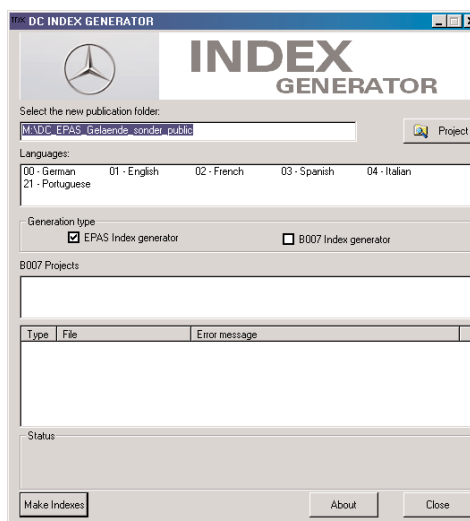 DC INDEX GENERATOR
INDEX
GENERATOR
Select the new publication folder:
M:\DC_EPAS_Gelaende_sonder_public
Project
Languages:
00 - German 01 - English 02 - French 03 - Spanish 04 - Italian
21 - Portuguese
Generation type
EPAS Index generator B007 Index generator
B007 Projects
Type File Error message
Status
Make Indexes About Close